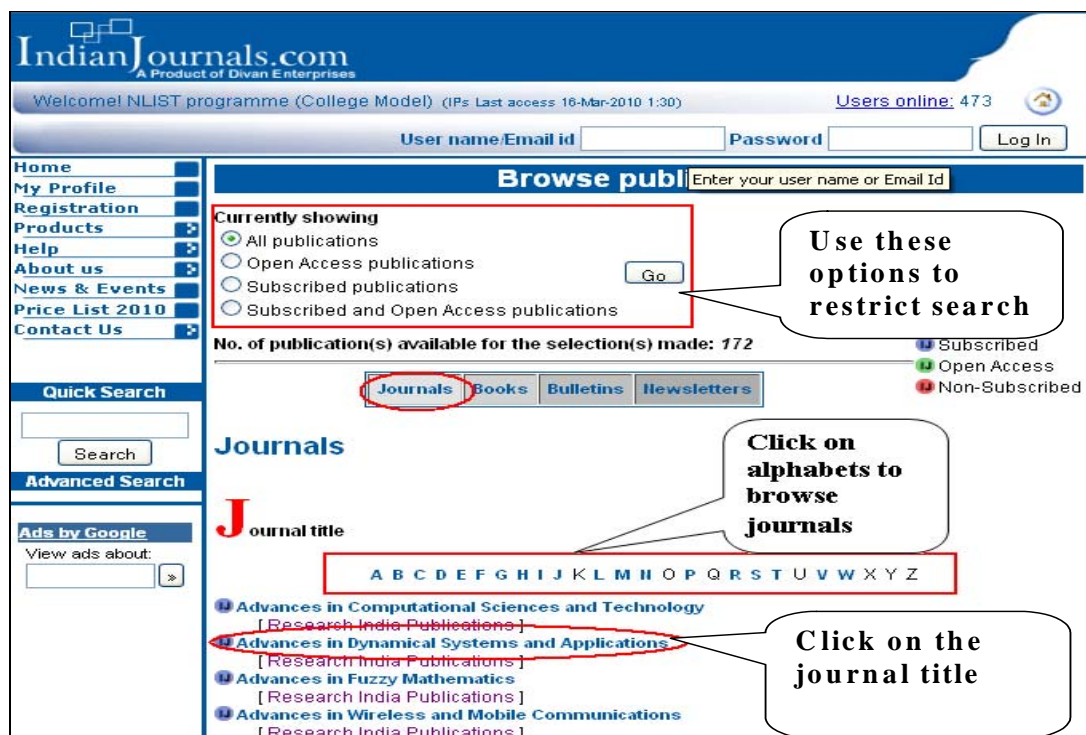 IndianJournals.com
A Product of Divan Enterprises
Welcome! NLIST programme (College Model) (IPs Last access 16-Mar-2010 1:30)
Users online: 473
User name/Email id
Password
Log In
Home
My Profile
Registration
Products
Help
About us
News & Events
Price List 2010
Contact Us
Quick Search
Search
Advanced Search
Ads by Google
View ads about:
»
Browse publi
Enter your user name or Email Id
Currently showing
All publications
Open Access publications
Subscribed publications
Subscribed and Open Access publications
Go
Use these
options to
restrict search
No. of publication(s) available for the selection(s) made: 172
Subscribed
Open Access
Non-Subscribed
Journals Books Bulletins Newsletters
Journals
Click on
alphabets to
browse
journals
Journal title
A B C D E F G H I J K L M N O P Q R S T U V W X Y Z
Advances in Computational Sciences and Technology
[ Research India Publications ]
Advances in Dynamical Systems and Applications
[ Research India Publications ]
Advances in Fuzzy Mathematics
[ Research India Publications ]
Advances in Wireless and Mobile Communications
[ Research India Publications ]
Click on the
journal title